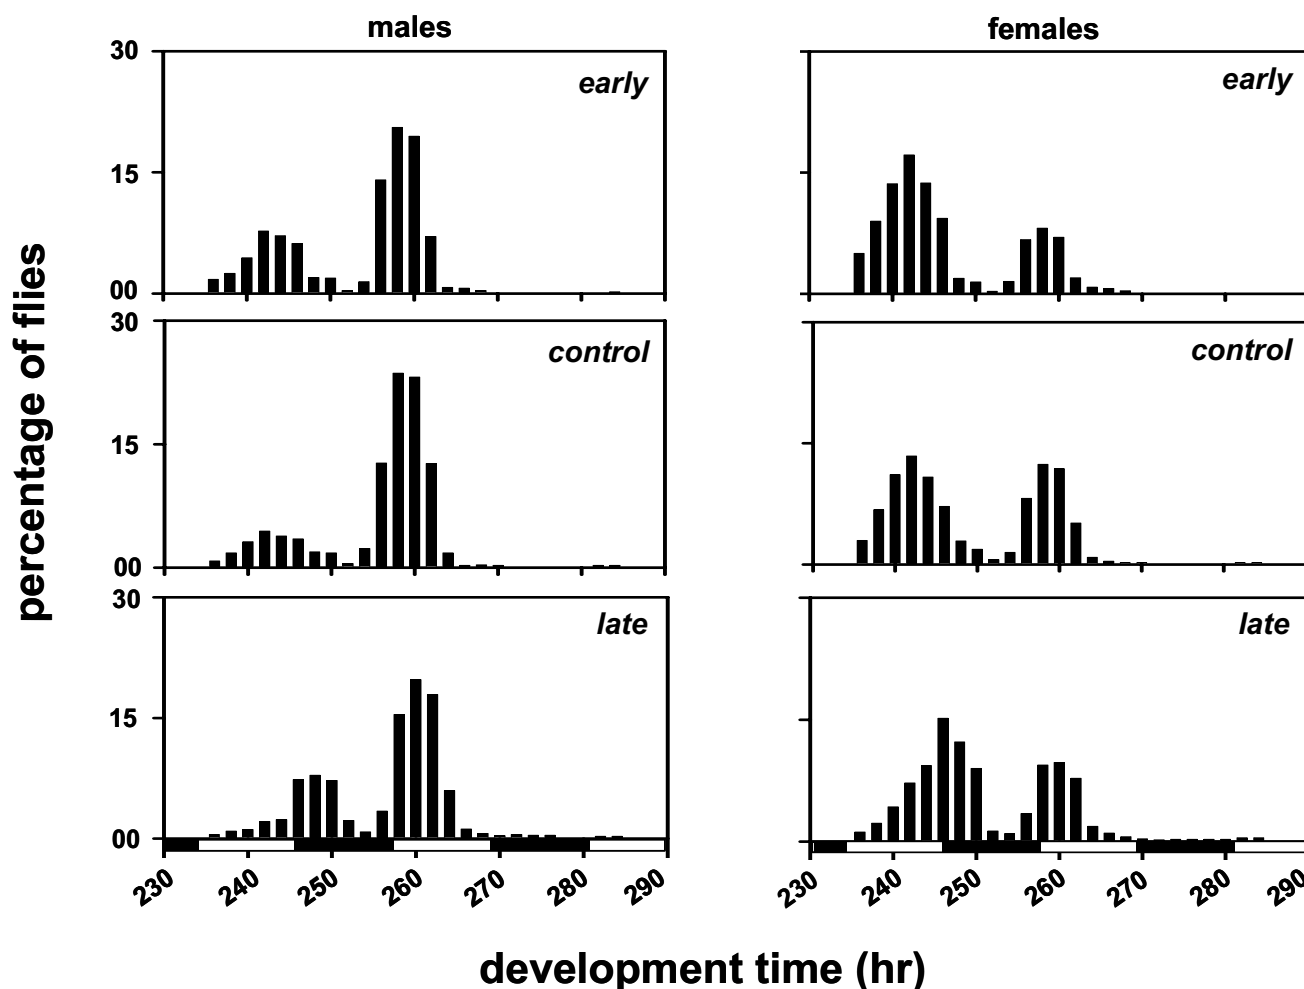 males
females
30
early
early
15
00
30
control
control
15
00
30
late
late
15
00
230 240 250 260 270 280 290
230 240 250 260 270 280 290
percentage of flies
development time (hr)